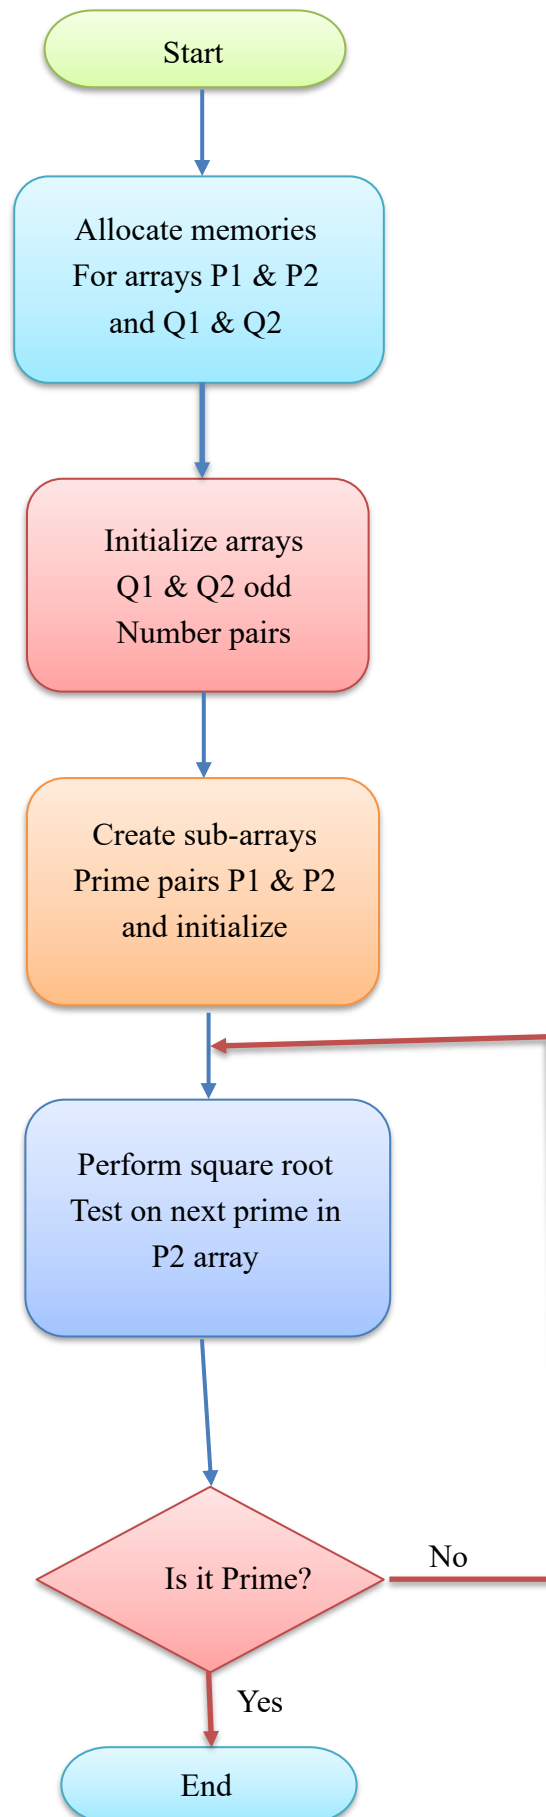 Start
Allocate memories
For arrays P1 & P2
and Q1 & Q2
Initialize arrays
Q1 & Q2 odd
Number pairs
Create sub-arrays
Prime pairs P1 & P2
and initialize
Perform square root
Test on next prime in
P2 array
Is it Prime?
No
Yes
End